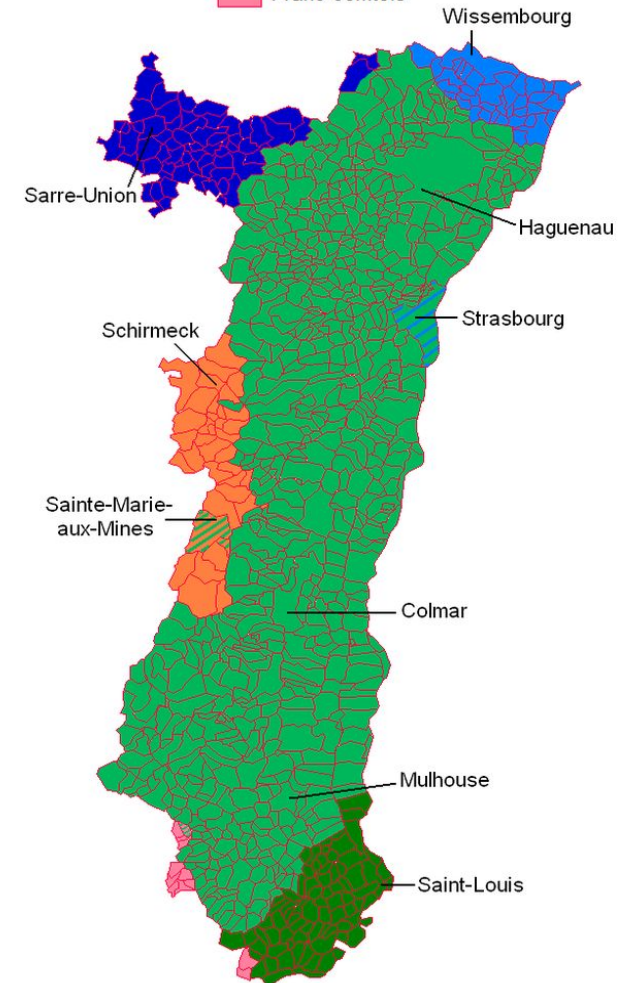 Wissembourg
Sarre-Union
Haguenau
Strasbourg
Schirmeck
Sainte-Marie-
aux-Mines
Colmar
Mulhouse
Saint-Louis